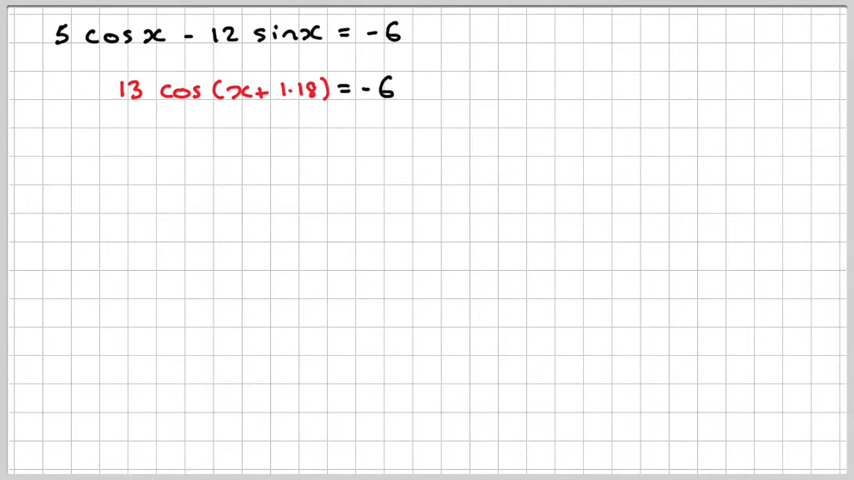 5 cos x - 12 sin x = -6
13 cos (x + 1.18) = -6